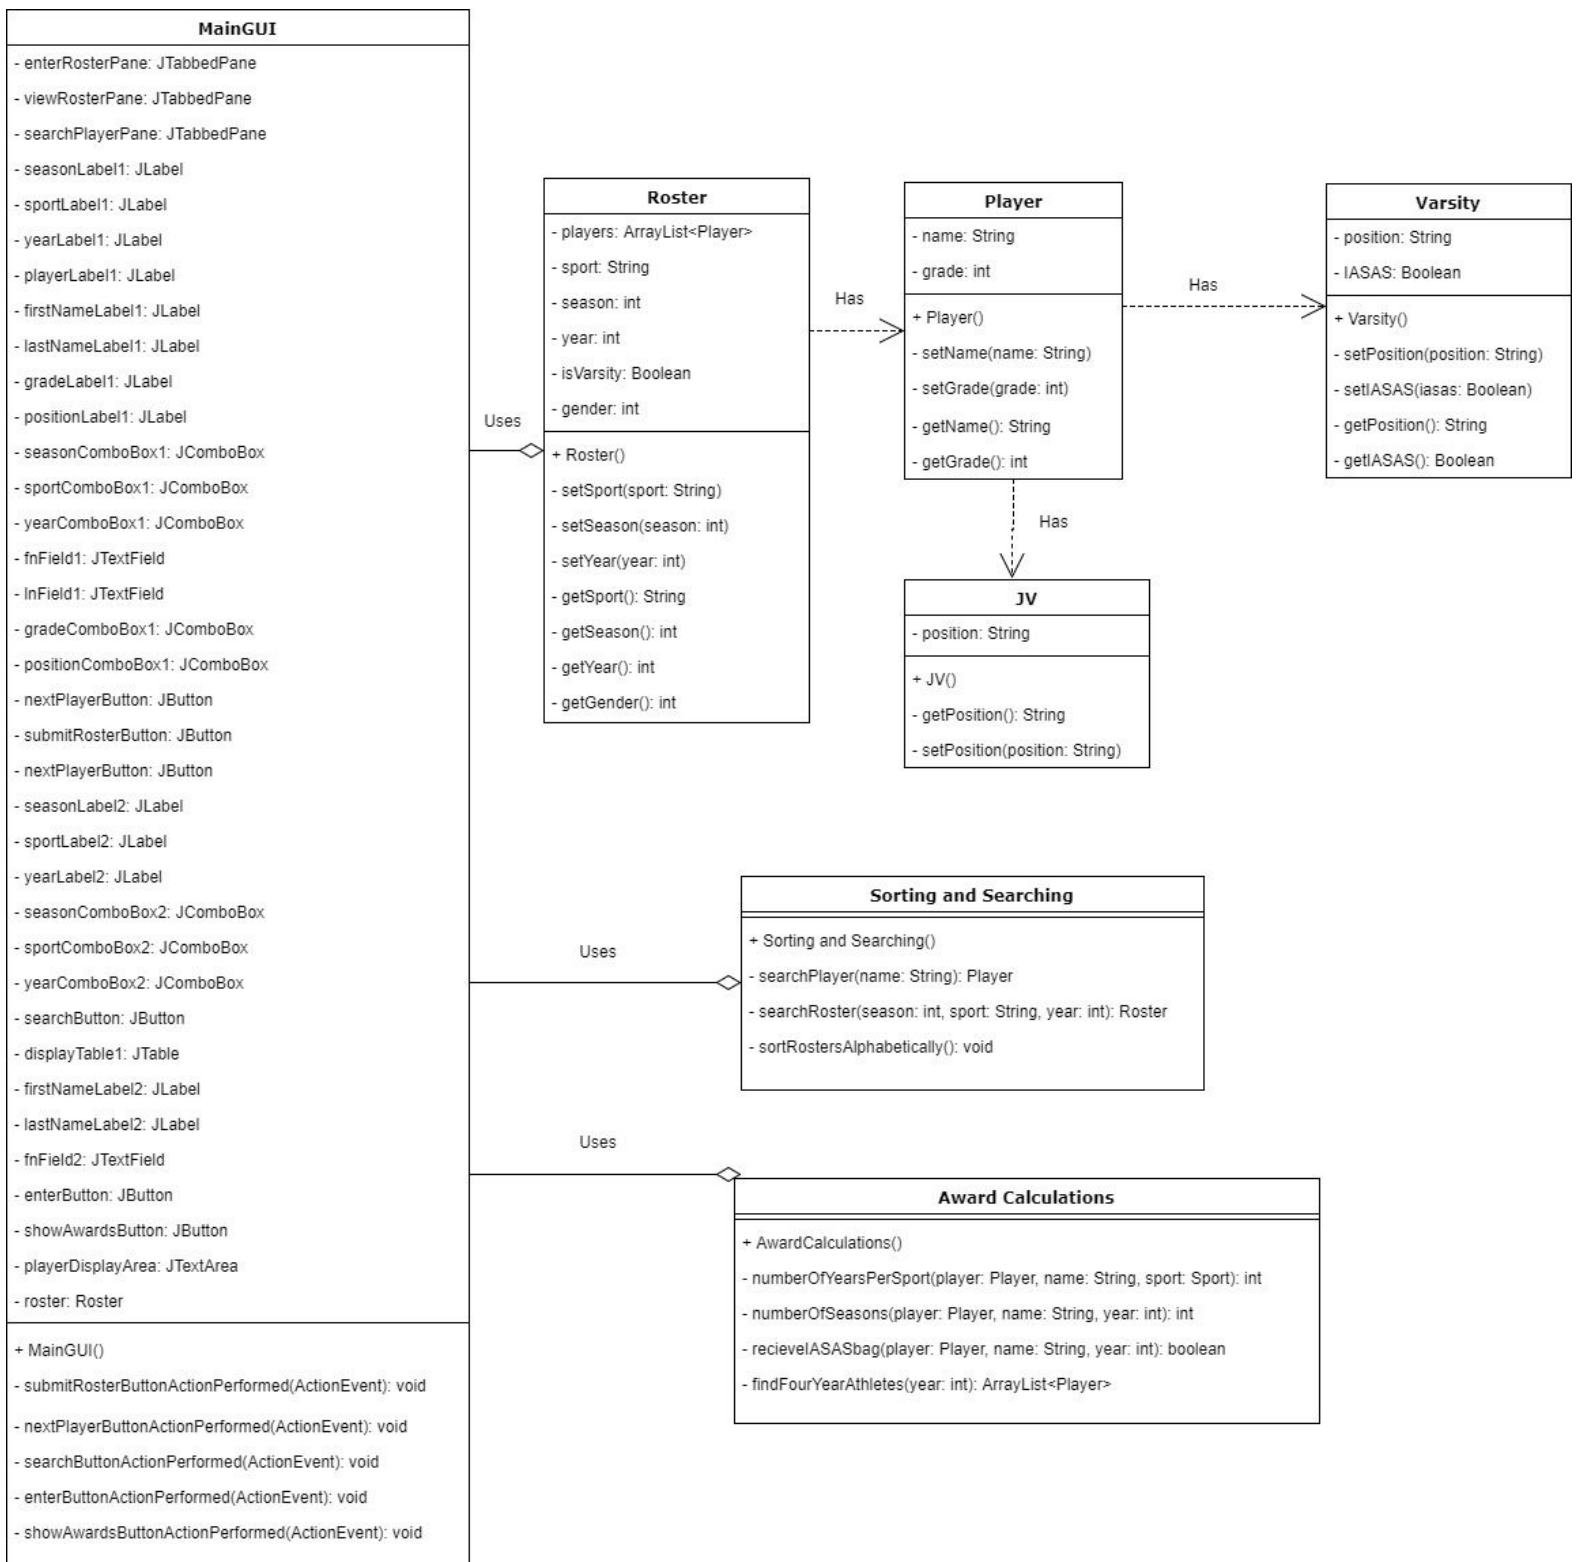 MainGUI
- enterRosterPane: JTabbedPane
- viewRosterPane: JTabbedPane
- searchPlayerPane: JTabbedPane
- seasonLabel1: JLabel
- sportLabel1: JLabel
- yearLabel1: JLabel
- playerLabel1: JLabel
- firstNameLabel1: JLabel
- lastNameLabel1: JLabel
- gradeLabel1: JLabel
- positionLabel1: JLabel
- seasonComboBox1: JComboBox
- sportComboBox1: JComboBox
- yearComboBox1: JComboBox
- fnField1: JTextField
- lnField1: JTextField
- gradeComboBox1: JComboBox
- positionComboBox1: JComboBox
- nextPlayerButton: JButton
- submitRosterButton: JButton
- nextPlayerButton: JButton
- seasonLabel2: JLabel
- sportLabel2: JLabel
- yearLabel2: JLabel
- seasonComboBox2: JComboBox
- sportComboBox2: JComboBox
- yearComboBox2: JComboBox
- searchButton: JButton
- displayTable1: JTable
- firstNameLabel2: JLabel
- lastNameLabel2: JLabel
- fnField2: JTextField
- enterButton: JButton
- showAwardsButton: JButton
- playerDisplayArea: JTextArea
- roster: Roster
+ MainGUI()
- submitRosterButtonActionPerformed(ActionEvent): void
- nextPlayerButtonActionPerformed(ActionEvent): void
- searchButtonActionPerformed(ActionEvent): void
- enterButtonActionPerformed(ActionEvent): void
- showAwardsButtonActionPerformed(ActionEvent): void
Uses
Roster
- players: ArrayList<Player>
- sport: String
- season: int
- year: int
- isVarsity: Boolean
- gender: int
+ Roster()
- setSport(sport: String)
- setSeason(season: int)
- setYear(year: int)
- getSport(): String
- getSeason(): int
- getYear(): int
- getGender(): int
Has
Player
- name: String
- grade: int
+ Player()
- setName(name: String)
- setGrade(grade: int)
- getName(): String
- getGrade(): int
Has
Varsity
- position: String
- IASAS: Boolean
+ Varsity()
- setPosition(position: String)
- setIASAS(iasas: Boolean)
- getPosition(): String
- getIASAS(): Boolean
Has
JV
- position: String
+ JV()
- getPosition(): String
- setPosition(position: String)
Uses
Sorting and Searching
+ Sorting and Searching()
- searchPlayer(name: String): Player
- searchRoster(season: int, sport: String, year: int): Roster
- sortRostersAlphabetically(): void
Uses
Award Calculations
+ AwardCalculations()
- numberOfYearsPerSport(player: Player, name: String, sport: Sport): int
- numberOfSeasons(player: Player, name: String, year: int): int
- recieveIASASbag(player: Player, name: String, year: int): boolean
- findFourYearAthletes(year: int): ArrayList<Player>